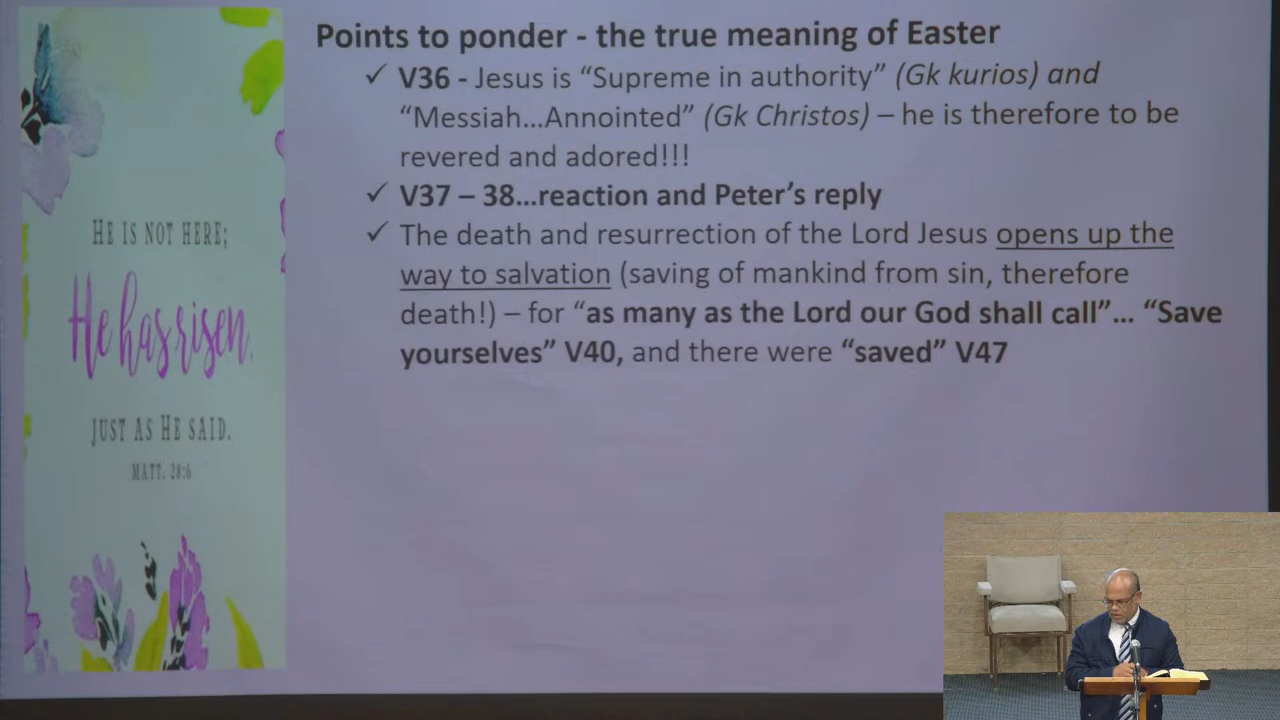 Points to ponder - the true meaning of Easter
✓ V36 - Jesus is “Supreme in authority” (Gk kurios) and
“Messiah...Annointed” (Gk Christos) – he is therefore to be
revered and adored!!!
✓ V37 – 38...reaction and Peter’s reply
✓ The death and resurrection of the Lord Jesus opens up the
way to salvation (saving of mankind from sin, therefore
death!) – for “as many as the Lord our God shall call”... “Save
yourselves” V40, and there were “saved” V47
HE IS NOT HERE;
He has risen,
JUST AS HE SAID.
MATT. 28:6